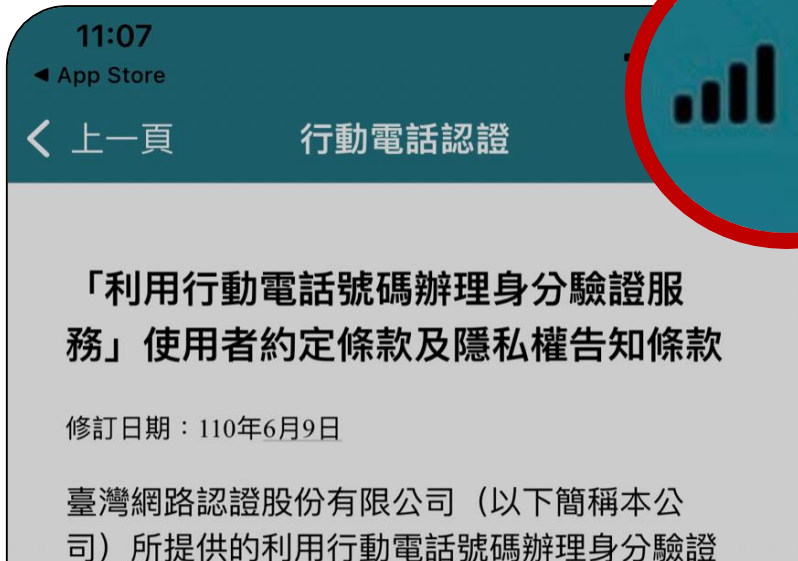 11:07
◀ App Store
上一頁
行動電話認證
「利用行動電話號碼辦理身分驗證服
務」使用者約定條款及隱私權告知條款
修訂日期：110年6月9日
臺灣網路認證股份有限公司（以下簡稱本公
司）所提供的利用行動電話號碼辦理身分驗證